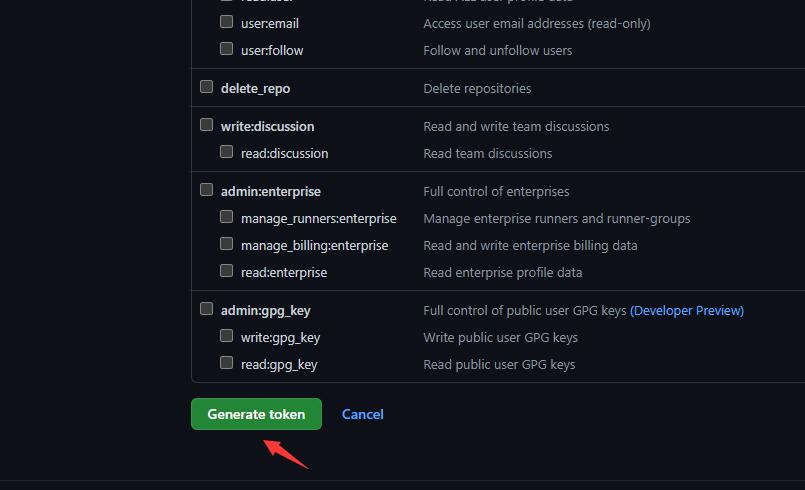 user:email Access user email addresses (read-only)
user:follow Follow and unfollow users
delete_repo Delete repositories
write:discussion Read and write team discussions
read:discussion Read team discussions
admin:enterprise Full control of enterprises
manage_runners:enterprise Manage enterprise runners and runner-groups
manage_billing:enterprise Read and write enterprise billing data
read:enterprise Read enterprise profile data
admin:gpg_key Full control of public user GPG keys (Developer Preview)
write:gpg_key Write public user GPG keys
read:gpg_key Read public user GPG keys
Generate token Cancel